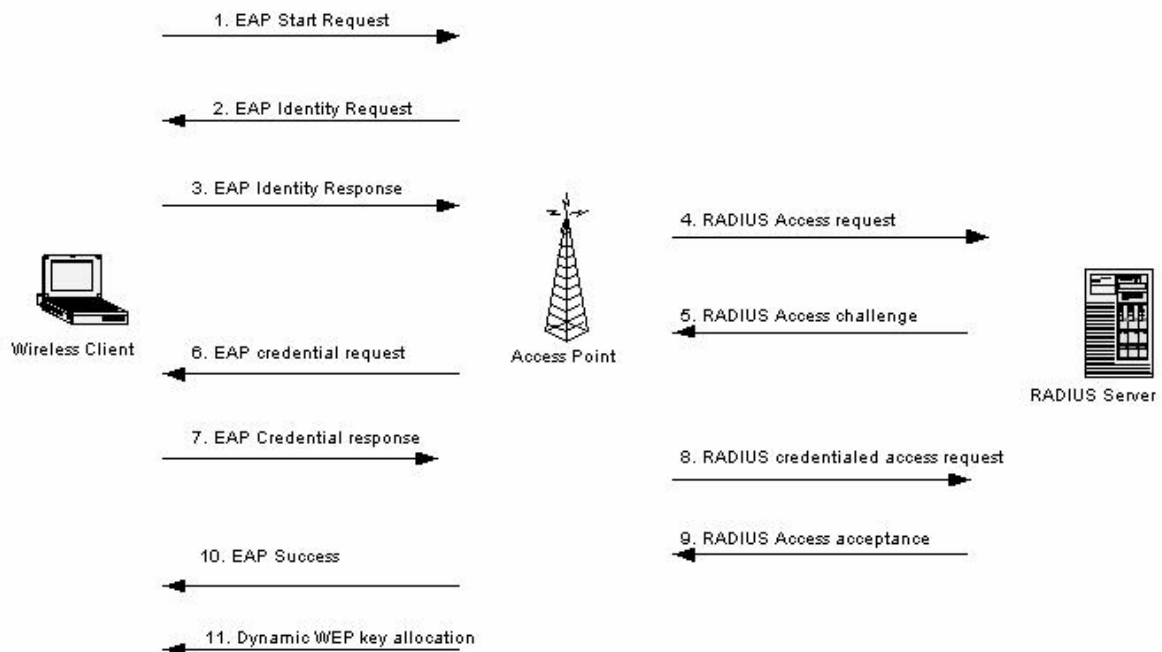 1. EAP Start Request
2. EAP Identity Request
3. EAP Identity Response
4. RADIUS Access request
5. RADIUS Access challenge
Wireless Client
6. EAP credential request
Access Point
RADIUS Server
7. EAP Credential response
8. RADIUS credentialed access request
9. RADIUS Access acceptance
10. EAP Success
11. Dynamic WEP key allocation